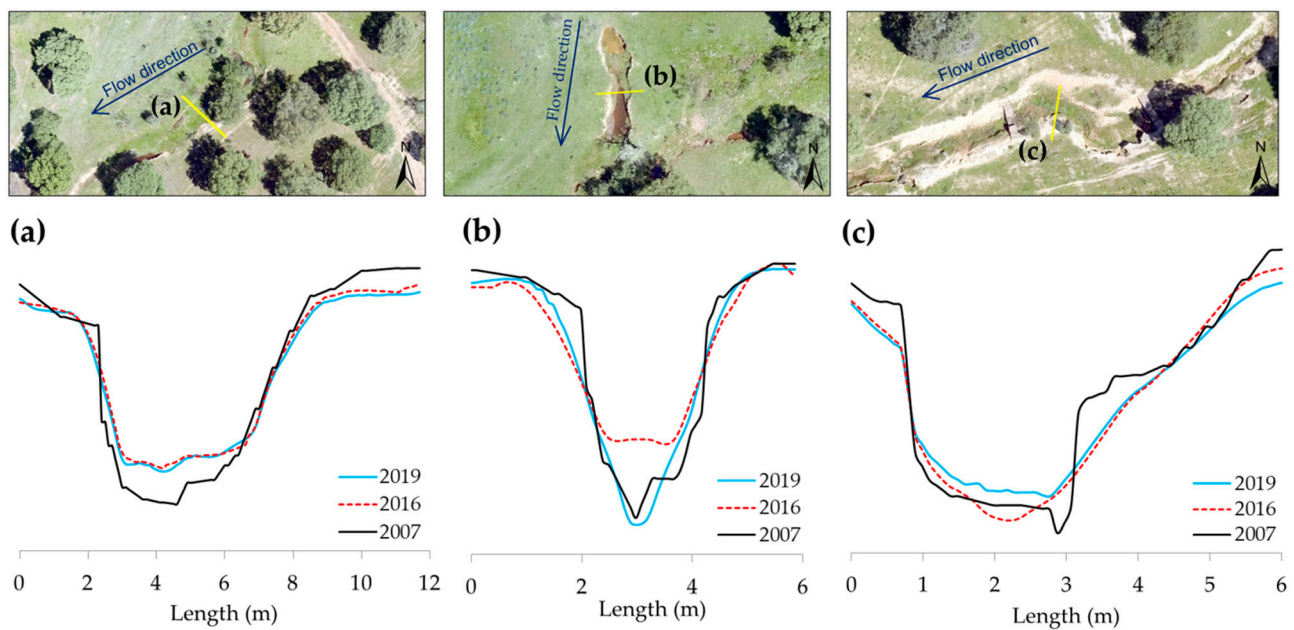 Flow direction
(a)
N
Flow direction
(b)
N
Flow direction
(c)
N
(a)
2019
2016
2007
0 2 4 6 8 10 12
Length (m)
(b)
2019
2016
2007
0 2 4
Length (m)
(c)
2019
2016
2007
0 1 2 3 4 5 6
Length (m)